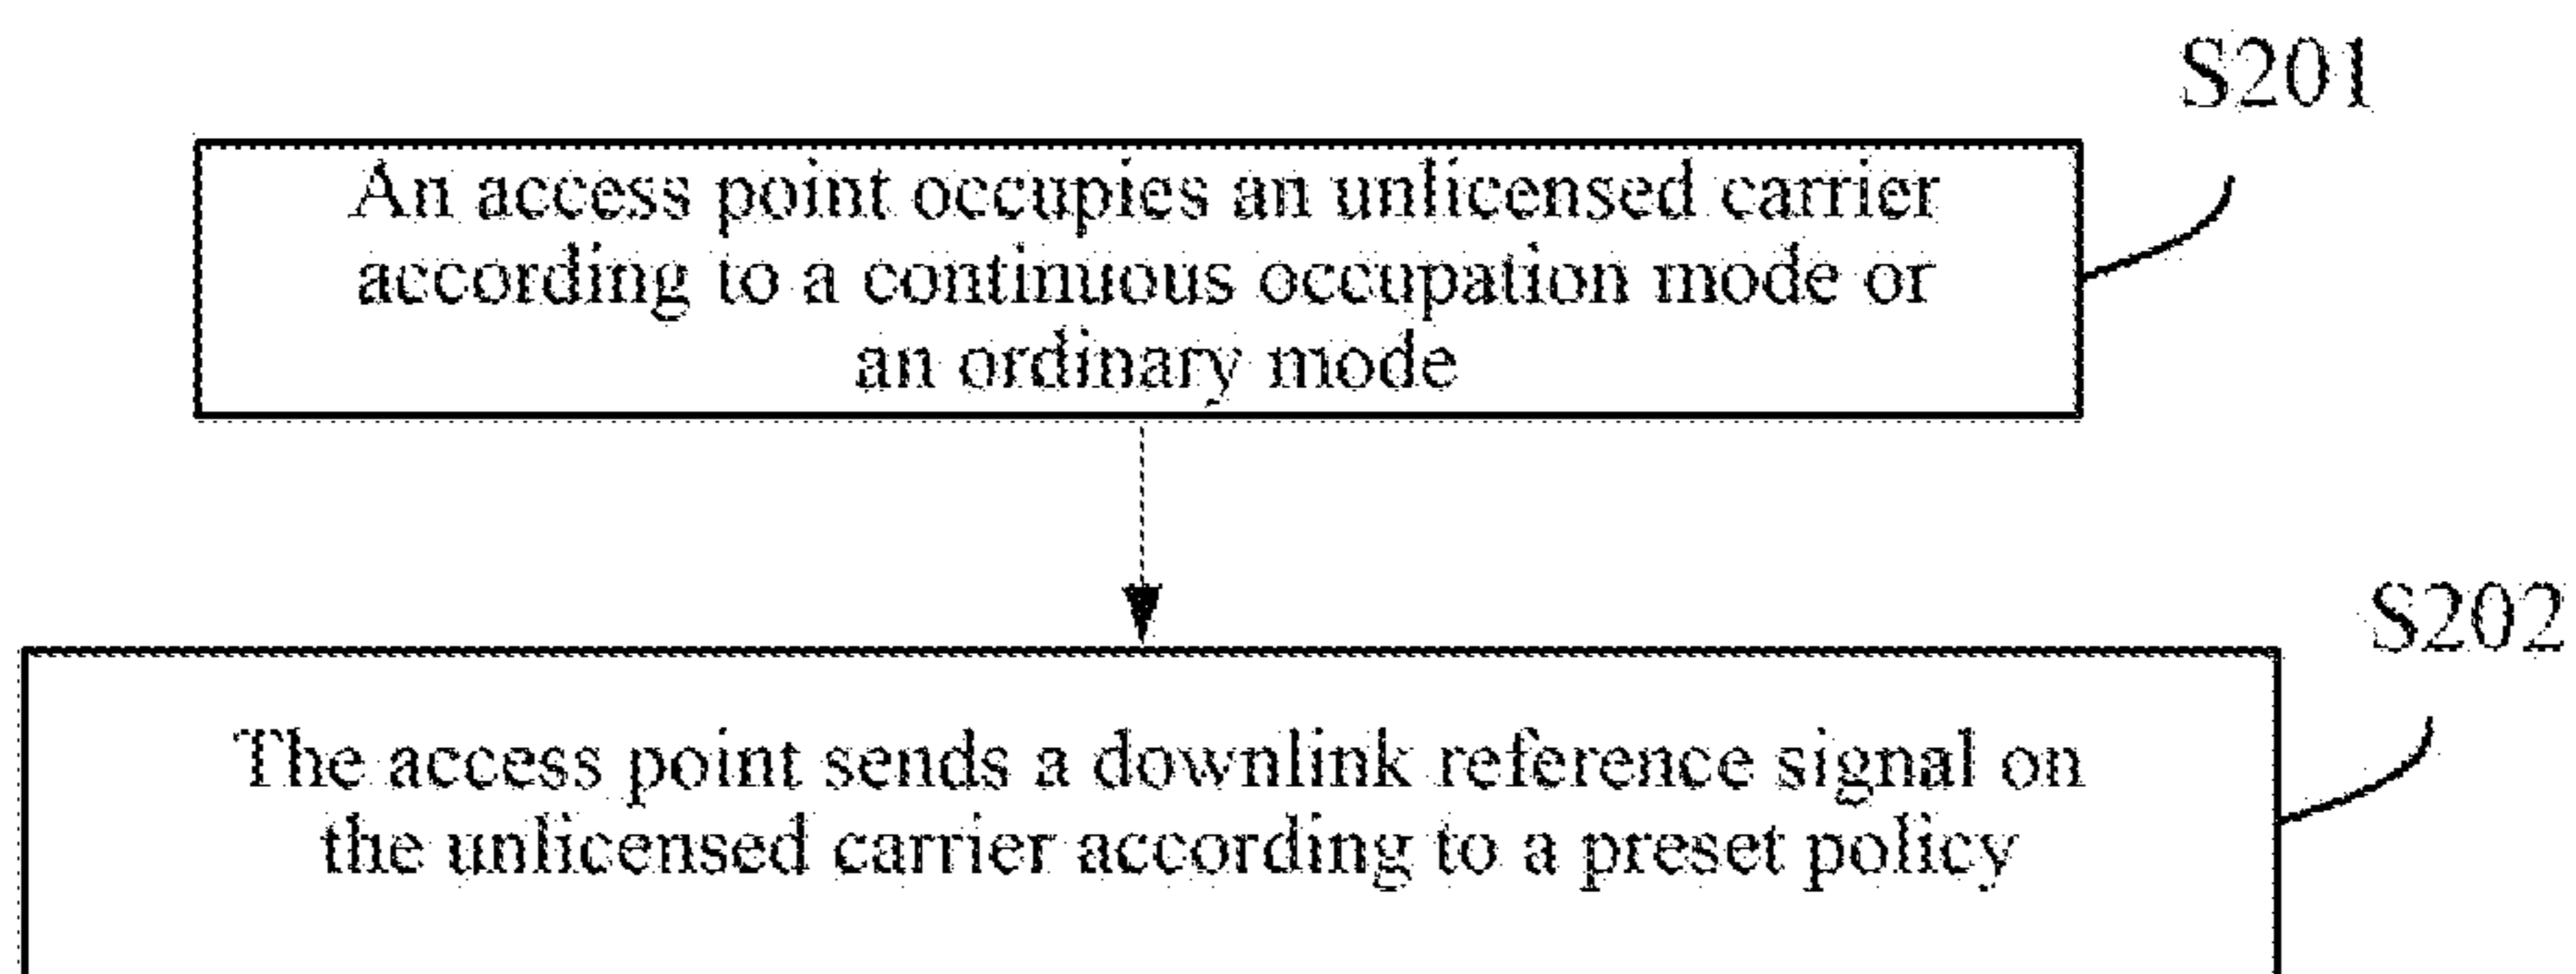 S201
An access point occupies an unlicensed carrier
according to a continuous occupation mode or
an ordinary mode
S202
The access point sends a downlink reference signal on
the unlicensed carrier according to a preset policy